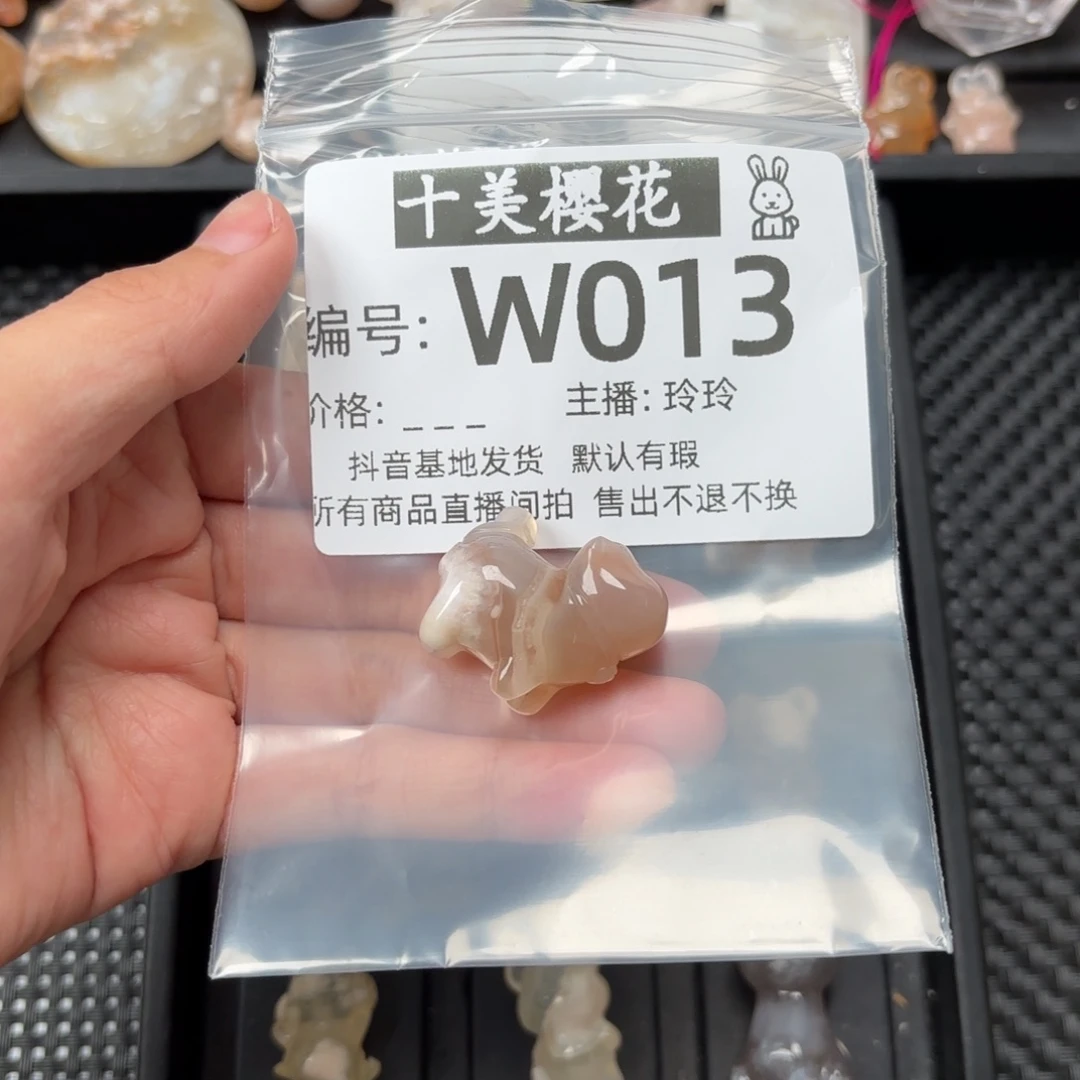 十美樱花
编号: W013
价格: _ _ _ 主播: 玲玲
抖音基地发货 默认有瑕
所有商品直播间拍 售出不退不换